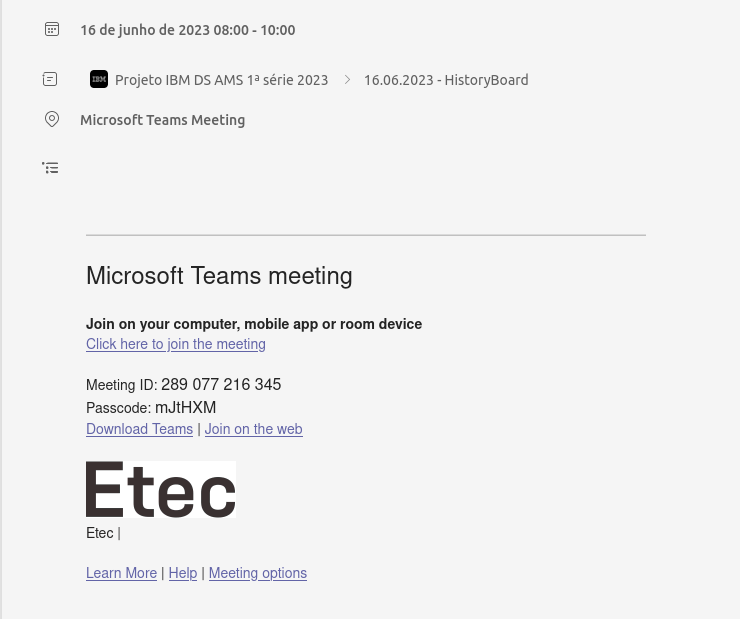 16 de junho de 2023 08:00 - 10:00
IBM Projeto IBM DS AMS 1ª série 2023 > 16.06.2023 - HistoryBoard
Microsoft Teams Meeting
Microsoft Teams meeting
Join on your computer, mobile app or room device
Click here to join the meeting
Meeting ID: 289 077 216 345
Passcode: mJtHXM
Download Teams | Join on the web
Etec
Etec |
Learn More | Help | Meeting options